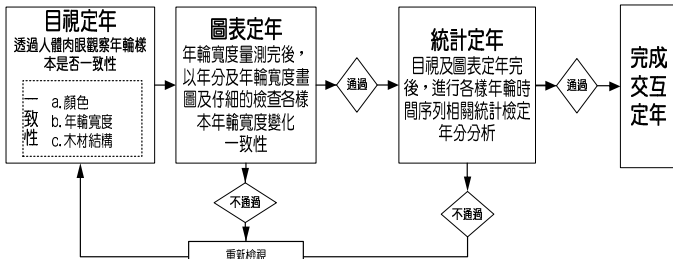 目視定年
透過人體肉眼觀察年輪樣
本是否一致性
一致性
a.顏色
b.年輪寬度
c.木材結構
圖表定年
年輪寬度量測完後，
以年分及年輪寬度畫
圖及仔細的檢查各樣
本年輪寬度變化
一致性
通過
不通過
統計定年
目視及圖表定年完
後，進行各樣年輪時
間序列相關統計檢定
年分分析
通過
不通過
完成
交互
定年
重新檢視